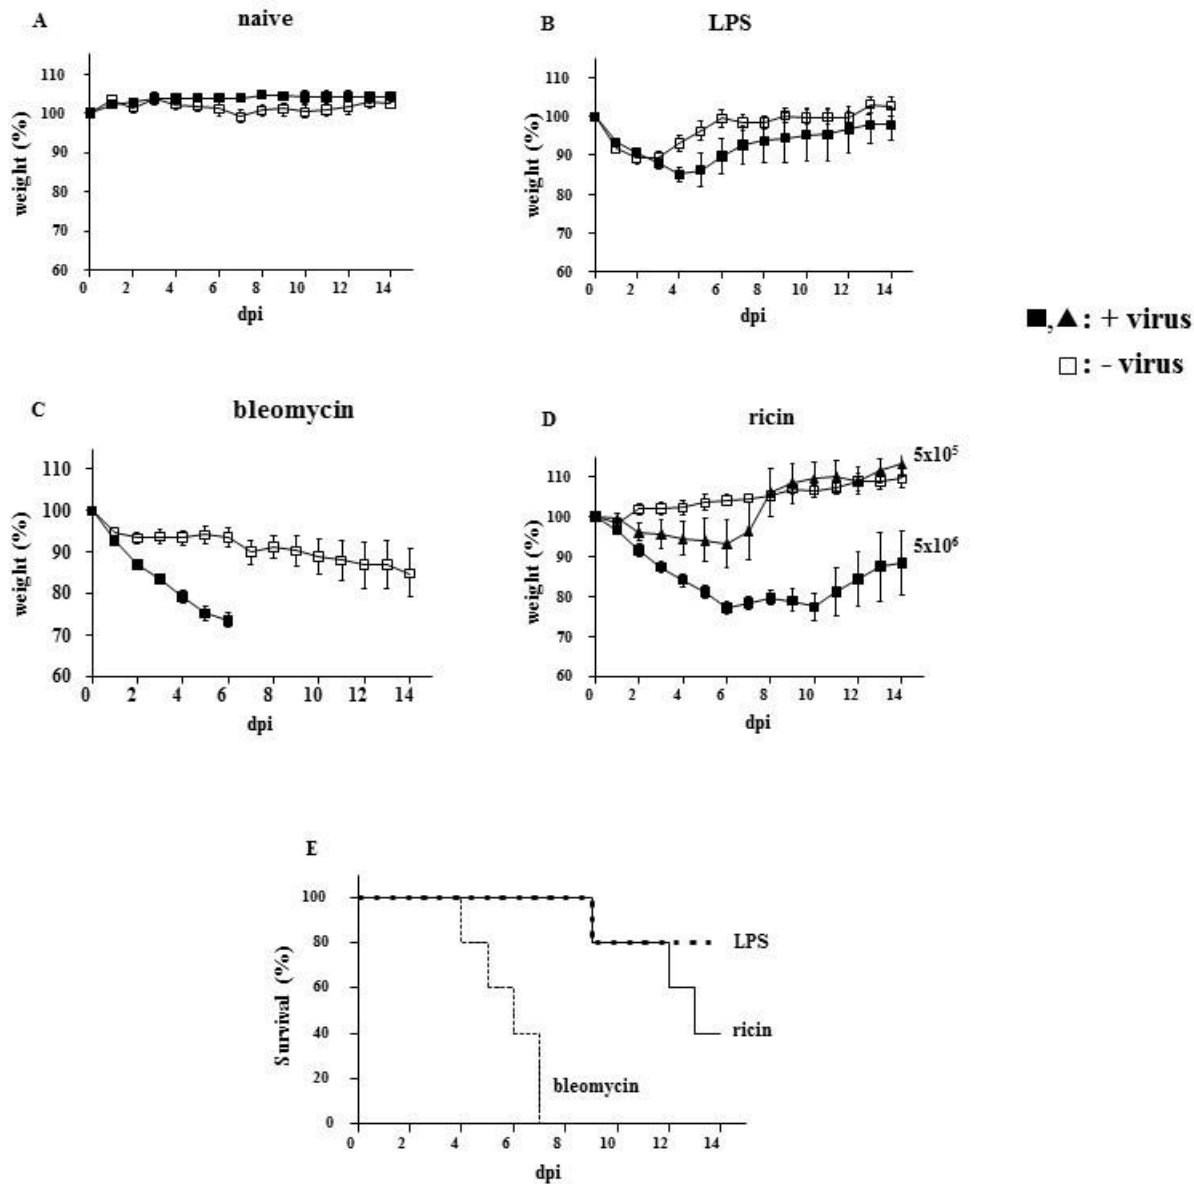 A naive
110
100
90
80
70
60
weight (%)
0 2 4 6 8 10 12 14
dpi
B LPS
110
100
90
80
70
60
weight (%)
0 2 4 6 8 10 12 14
dpi
■,▲: + virus
□: - virus
C bleomycin
110
100
90
80
70
60
weight (%)
0 2 4 6 8 10 12 14
dpi
D ricin
110
100
90
80
70
60
weight (%)
0 2 4 6 8 10 12 14
dpi
5x10⁵
5x10⁶
E
100
80
60
40
20
0
Survival (%)
0 2 4 6 8 10 12 14
dpi
LPS
ricin
bleomycin